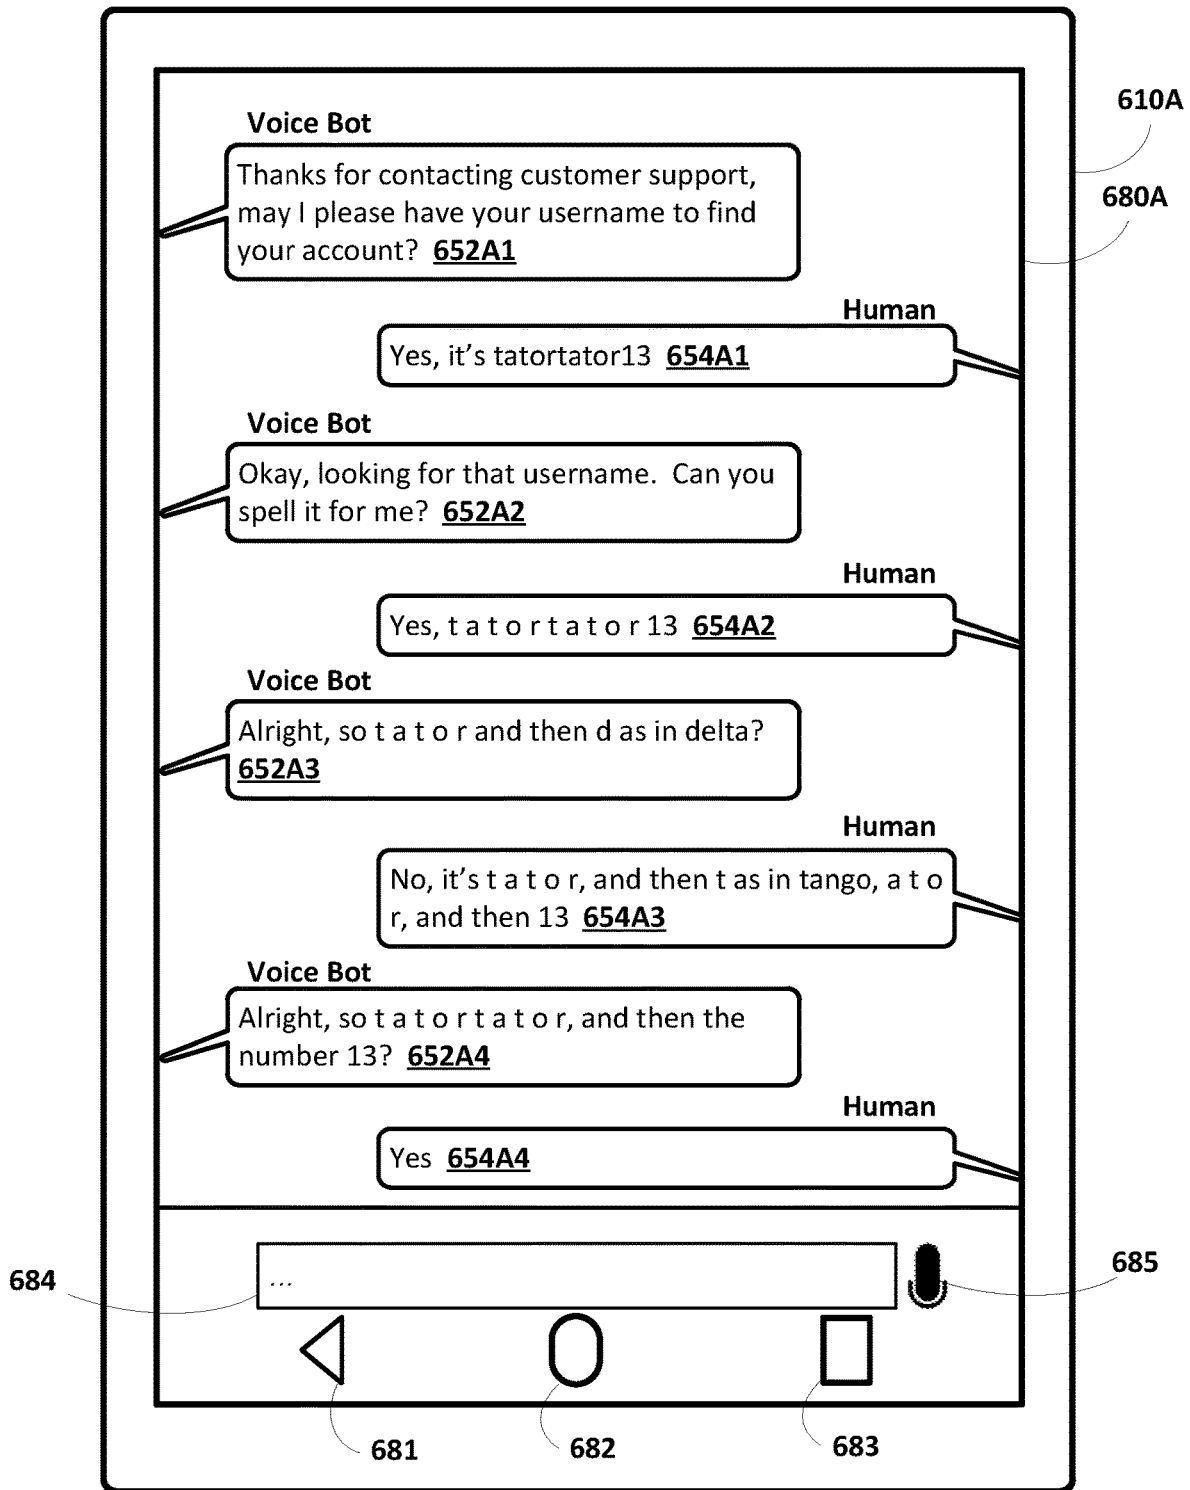 610A
680A
Voice Bot
Thanks for contacting customer support,
may I please have your username to find
your account? 652A1
Human
Yes, it's tatortator13 654A1
Voice Bot
Okay, looking for that username. Can you
spell it for me? 652A2
Human
Yes, t a t o r t a t o r 13 654A2
Voice Bot
Alright, so t a t o r and then d as in delta?
652A3
Human
No, it's t a t o r, and then t as in tango, a t o
r, and then 13 654A3
Voice Bot
Alright, so t a t o r t a t o r, and then the
number 13? 652A4
Human
Yes 654A4
684
...
685
681
682
683